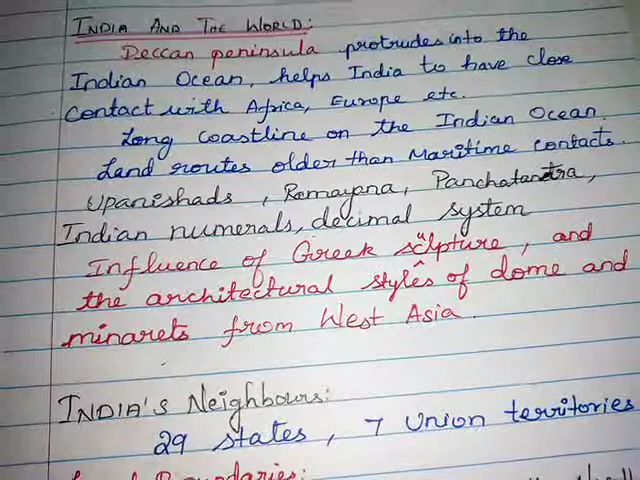 INDIA AND THE WORLD:
Deccan peninsula protrudes into the
Indian Ocean, helps India to have close
Contact with Africa, Europe etc.
Long coastline on the Indian Ocean.
Land routes older than Maritime contacts.
Upanishads, Ramayana, Panchatantra,
Indian numerals, decimal system
Influence of Greek sculpture, and
the architectural styles of dome and
minarets from West Asia.
INDIA'S Neighbours:
29 states, 7 Union territories
Boundaries: